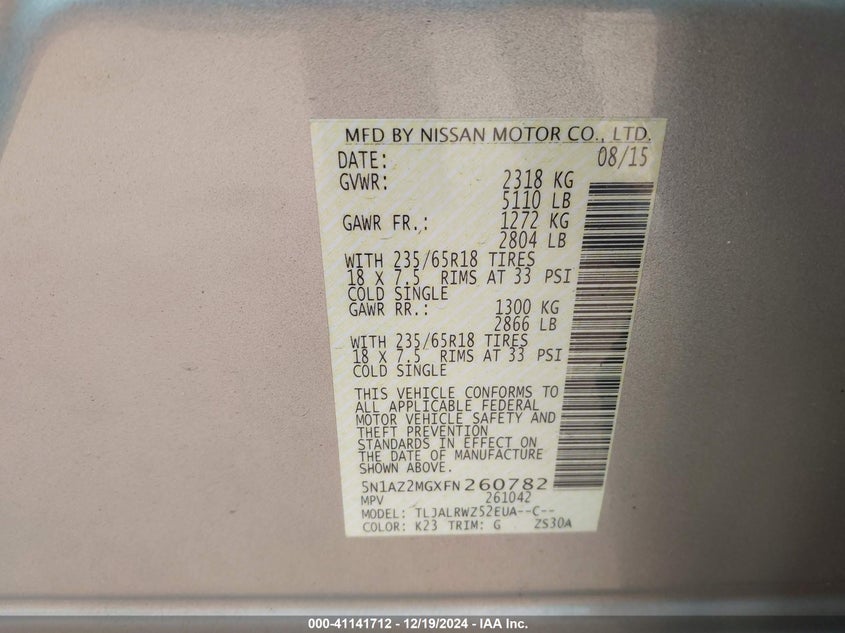 MFD BY NISSAN MOTOR CO., LTD.
DATE: 08/15
GVWR: 2318 KG
5110 LB
GAWR FR.: 1272 KG
2804 LB
WITH 235/65R18 TIRES
18 X 7.5 RIMS AT 33 PSI
COLD SINGLE
GAWR RR.: 1300 KG
2866 LB
WITH 235/65R18 TIRES
18 X 7.5 RIMS AT 33 PSI
COLD SINGLE
THIS VEHICLE CONFORMS TO
ALL APPLICABLE FEDERAL
MOTOR VEHICLE SAFETY AND
THEFT PREVENTION
STANDARDS IN EFFECT ON
THE DATE OF MANUFACTURE
SHOWN ABOVE.
5N1AZ2MGXFN260782
MPV 261042
MODEL: TLJALRWZ52EUA--C--
COLOR: K23 TRIM: G ZS30A
000-41141712 - 12/19/2024 - IAA Inc.